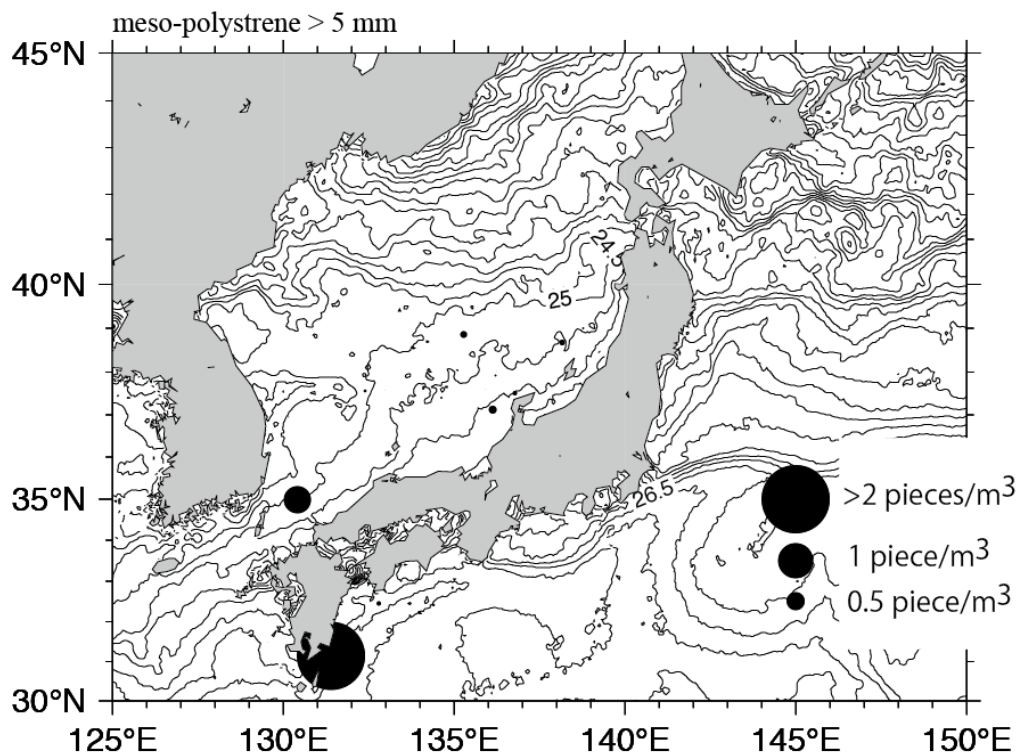 meso-polystrene > 5 mm
45°N
40°N
35°N
30°N
24.5
25
26.5
>2 pieces/m³
1 piece/m³
0.5 piece/m³
125°E 130°E 135°E 140°E 145°E 150°E